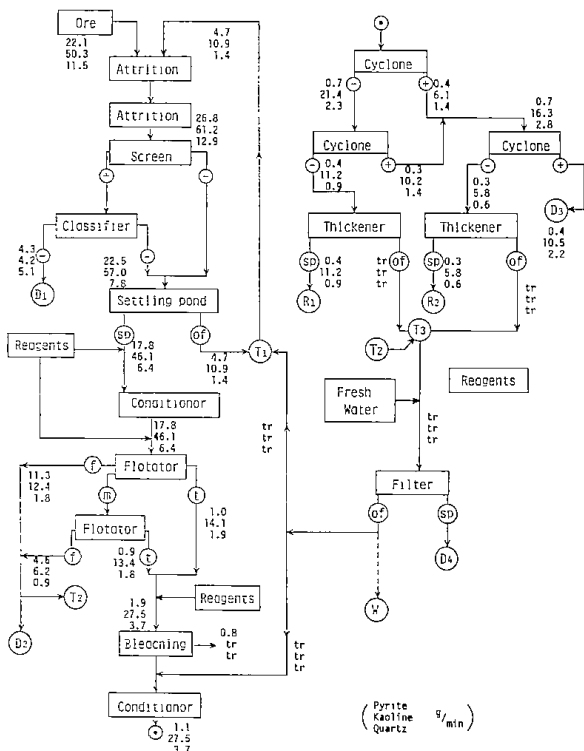 Ore
22.1
50.3
11.5
4.7
10.9
1.4
Attrition
Attrition
26.8
61.2
12.9
Screen
+
-
Classifier
-
-
4.3
4.2
5.1
D1
22.5
57.0
7.8
Settling pond
sp
of
Reagents
17.8
46.1
6.4
4.7
10.9
1.4
T1
Conditionor
17.8
46.1
6.4
tr
tr
tr
f
Flotator
11.3
12.4
1.8
m
t
1.0
14.1
1.9
Flotator
f
t
0.9
13.4
1.8
4.6
6.2
0.9
T2
Reagents
1.9
27.5
3.7
D2
Bleacning
0.8
tr
tr
tr
tr
tr
Conditionor
1.1
27.5
3.7
Cyclone
-
+
0.7
21.4
2.3
0.4
6.1
1.4
0.7
16.3
2.8
Cyclone
Cyclone
-
+
-
+
0.4
11.2
0.9
0.3
10.2
1.4
0.3
5.8
0.6
D3
0.4
10.5
2.2
Thickener
Thickener
sp
0.4
11.2
0.9
of
tr
tr
tr
sp
0.3
5.8
0.6
of
tr
tr
tr
R1
R2
T2
T3
Reagents
Fresh
Water
tr
tr
tr
Filter
of
sp
D4
W
Pyrite
Kaoline g/min
Quartz